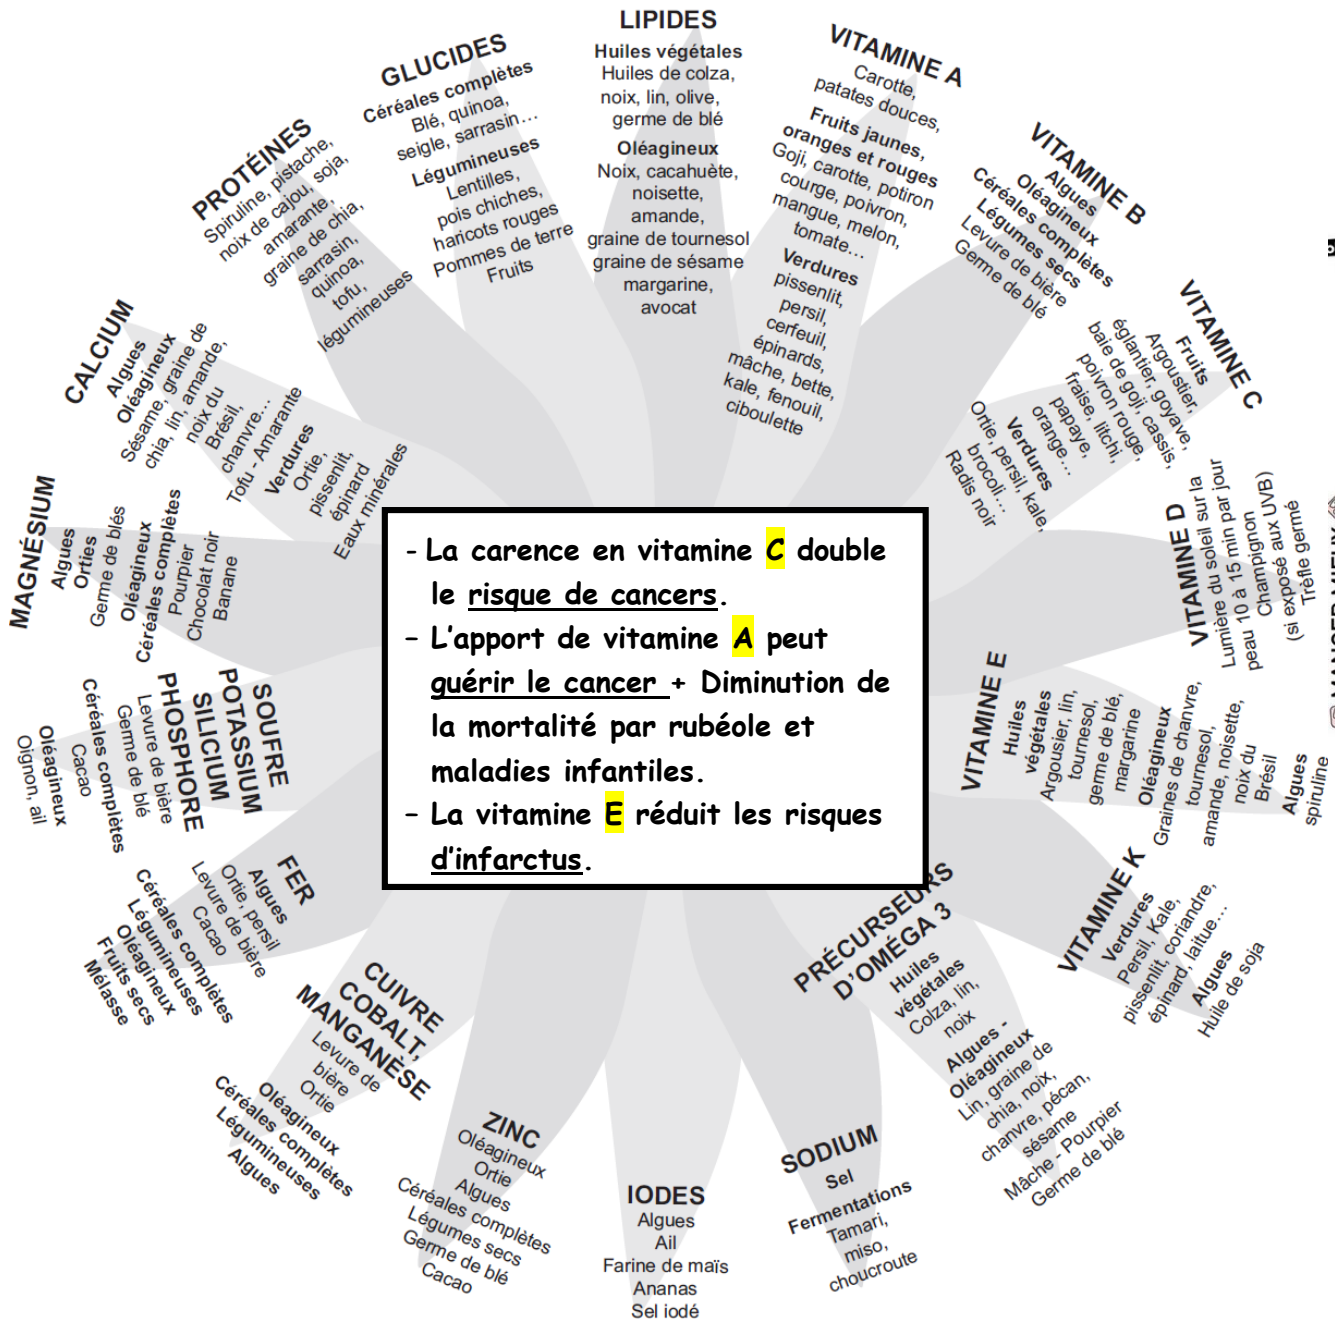 LIPIDES
Huiles végétales
Huiles de colza,
noix, lin, olive,
germe de blé
Oléagineux
Noix, cacahuète,
noisette,
amande,
graine de tournesol
graine de sésame
margarine,
avocat
VITAMINE A
Carotte,
patates douces,
Fruits jaunes,
oranges et rouges
Goji, carotte, potiron
courge, poivron,
mangue, melon,
tomate...
Verdures
pissenlit,
persil,
cerfeuil,
épinards,
mâche, bette,
kale, fenouil,
ciboulette
VITAMINE B
Algues
Oléagineux
Céréales complètes
Légumes secs
Levure de bière
Germe de blé
VITAMINE C
Fruits
Argoustier,
églantier, goyave,
baie de goji, cassis,
poivron rouge,
fraise, litchi,
papaye,
orange...
Verdures
Ortie, persil, kale,
brocoli...
Radis noir
VITAMINE D
Lumière du soleil sur la
peau 10 à 15 min par jour
Champignon
(si exposé aux UVB)
Trèfle germé
VITAMINE E
Huiles
végétales
Argousier, lin,
tournesol,
germe de blé,
margarine
Oléagineux
Graines de chanvre,
tournesol,
amande, noisette,
noix du
Brésil
Algues
spiruline
VITAMINE K
Verdures
Persil, Kale,
pissenlit, coriandre,
épinard, laitue...
Algues
Huile de soja
PRÉCURSEURS
D'OMÉGA 3
Huiles
végétales
Colza, lin,
noix
Algues -
Oléagineux
Lin, graine de
chia, noix,
chanvre, pécan,
sésame
Mâche - Pourpier
Germe de blé
SODIUM
Sel
Fermentations
Tamari,
miso,
choucroute
IODES
Algues
Ail
Farine de maïs
Ananas
Sel iodé
ZINC
Oléagineux
Ortie
Algues
Céréales complètes
Légumes secs
Germe de blé
Cacao
CUIVRE
COBALT,
MANGANÈSE
Levure de
bière
Ortie
Oléagineux
Céréales complètes
Légumineuses
Algues
FER
Algues
Ortie, persil
Levure de bière
Cacao
Céréales complètes
Légumineuses
Oléagineux
Fruits secs
Mélasse
SOUFRE
POTASSIUM
SILICIUM
PHOSPHORE
Levure de bière
Germe de blé
Cacao
Céréales complètes
Oléagineux
Oignon, ail
MAGNÉSIUM
Algues
Orties
Germe de blés
Oléagineux
Céréales complètes
Pourpier
Chocolat noir
Banane
CALCIUM
Algues
Oléagineux
Sésame, graine de
chia, lin, amande,
noix du
Brésil,
chanvre...
Tofu - Amarante
Verdures
Ortie,
pissenlit,
épinard
Eaux minérales
PROTÉINES
Spiruline, pistache,
noix de cajou, soja,
amarante,
graine de chia,
sarrasin,
quinoa,
tofu,
légumineuses
GLUCIDES
Céréales complètes
Blé, quinoa,
seigle, sarrasin...
Légumineuses
Lentilles,
pois chiches,
haricots rouges
Pommes de terre
Fruits
- La carence en vitamine C double
le risque de cancers.
- L'apport de vitamine A peut
guérir le cancer + Diminution de
la mortalité par rubéole et
maladies infantiles.
- La vitamine E réduit les risques
d'infarctus.